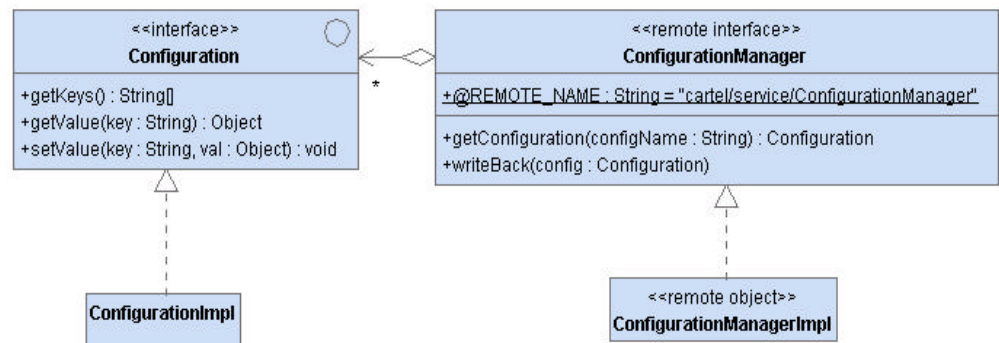 <<interface>>
Configuration
+getKeys() : String[]
+getValue(key : String) : Object
+setValue(key : String, val : Object) : void
*
<<remote interface>>
ConfigurationManager
+@REMOTE_NAME : String = "cartel/service/ConfigurationManager"
+getConfiguration(configName : String) : Configuration
+writeBack(config : Configuration)
ConfigurationImpl
<<remote object>>
ConfigurationManagerImpl